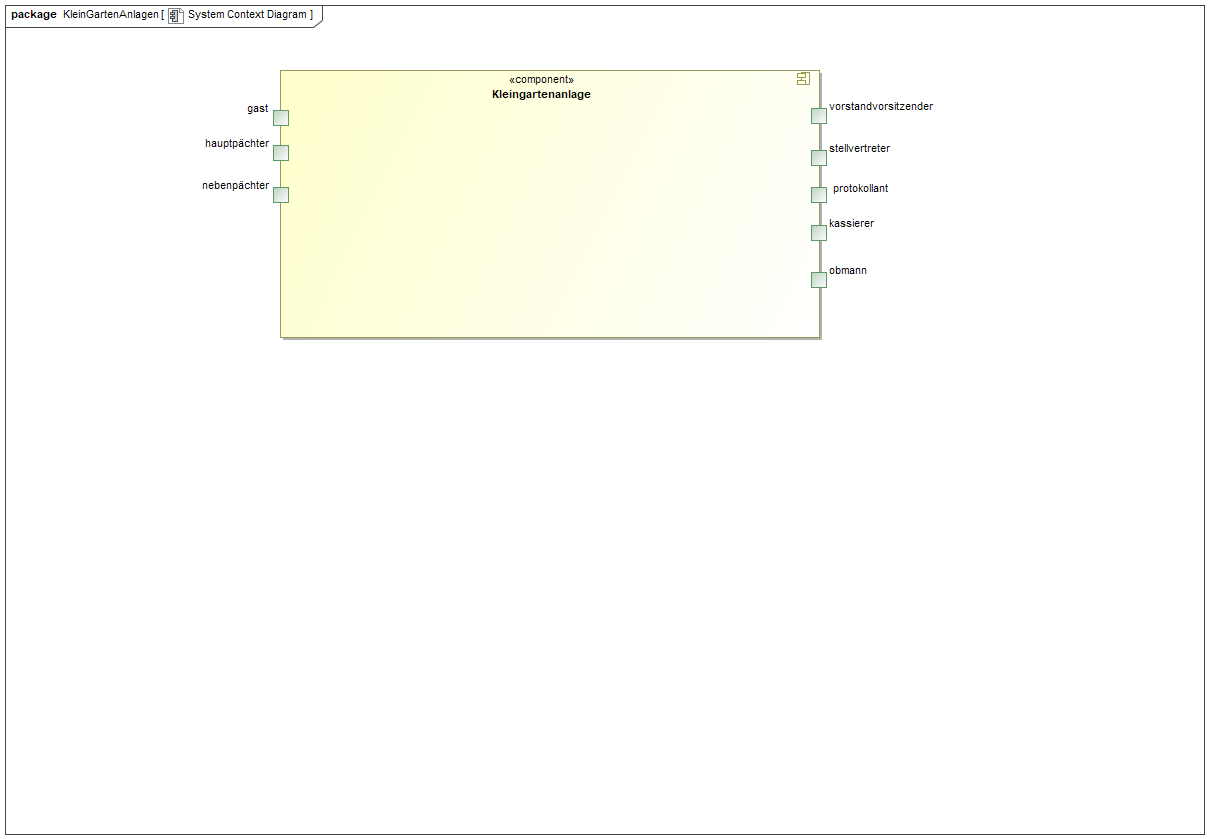 package KleinGartenAnlagen [ System Context Diagram ]
«component»
Kleingartenanlage
gast
hauptpächter
nebenpächter
vorstandvorsitzender
stellvertreter
protokollant
kassierer
obmann